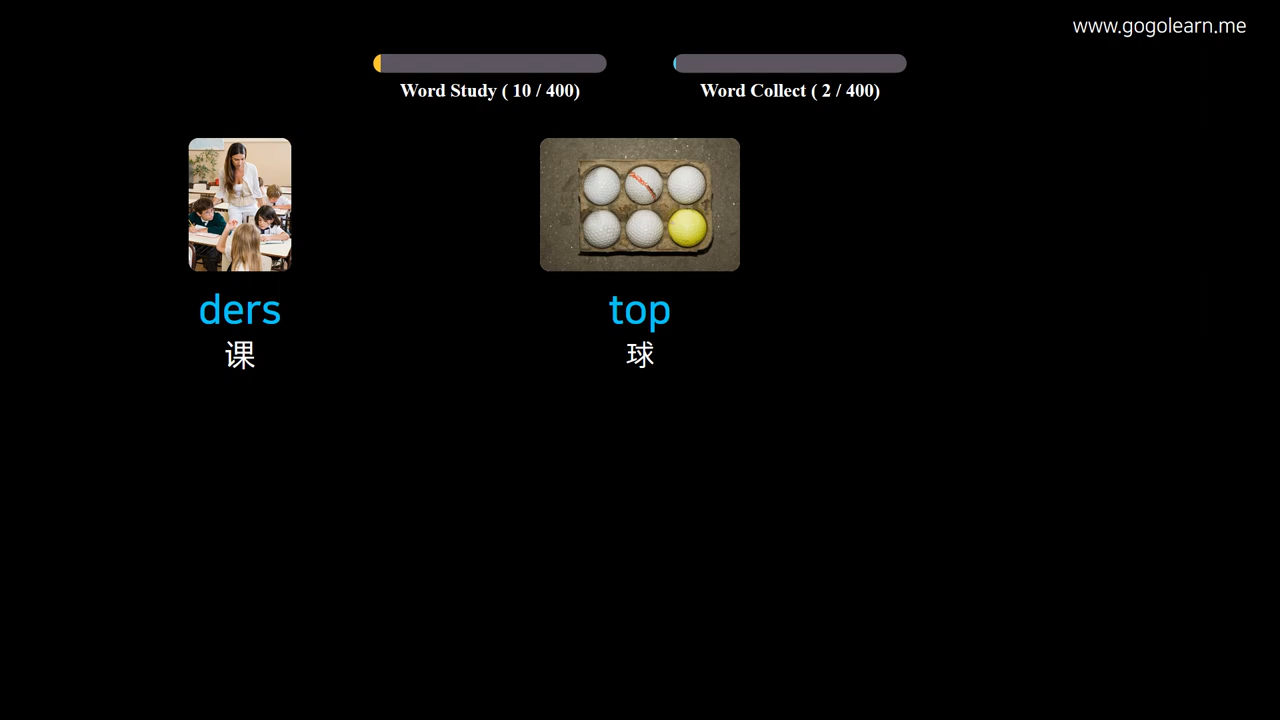 www.gogolearn.me
Word Study ( 10 / 400)
Word Collect ( 2 / 400)
ders
课
top
球